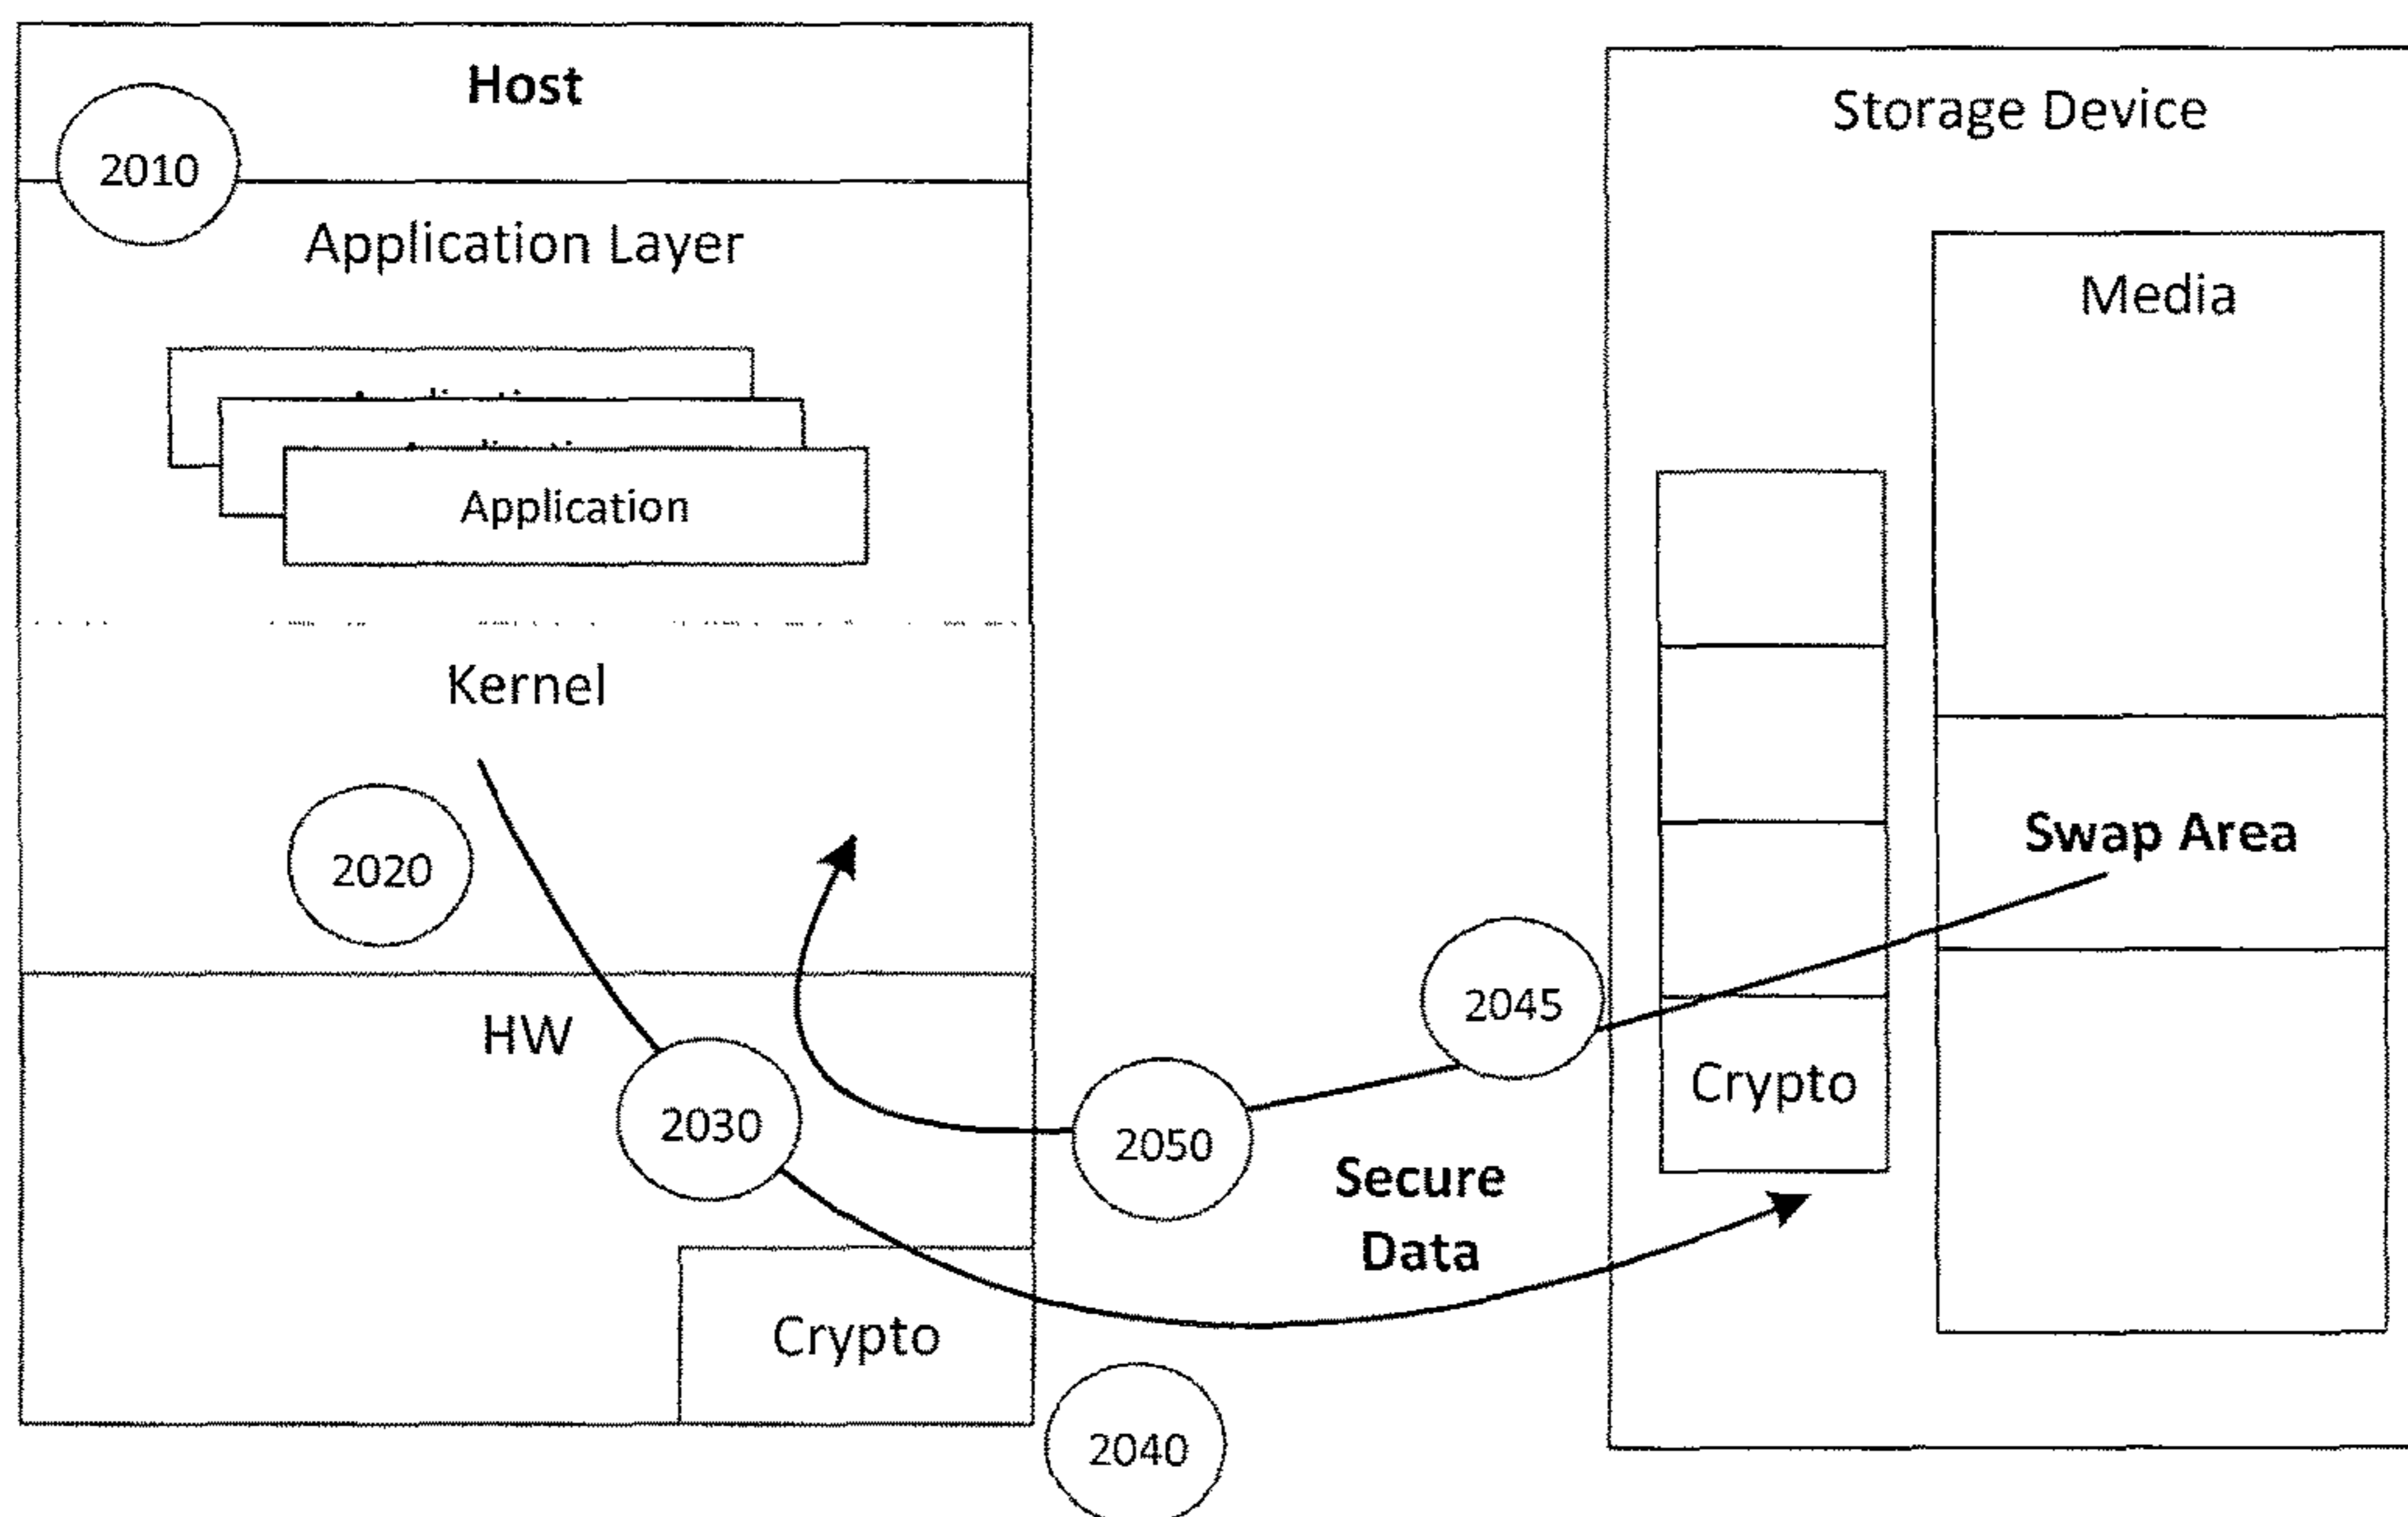 Host
2010
Application Layer
Application
Kernel
2020
HW
2030
Crypto
2040
2050
2045
Secure
Data
Storage Device
Media
Swap Area
Crypto